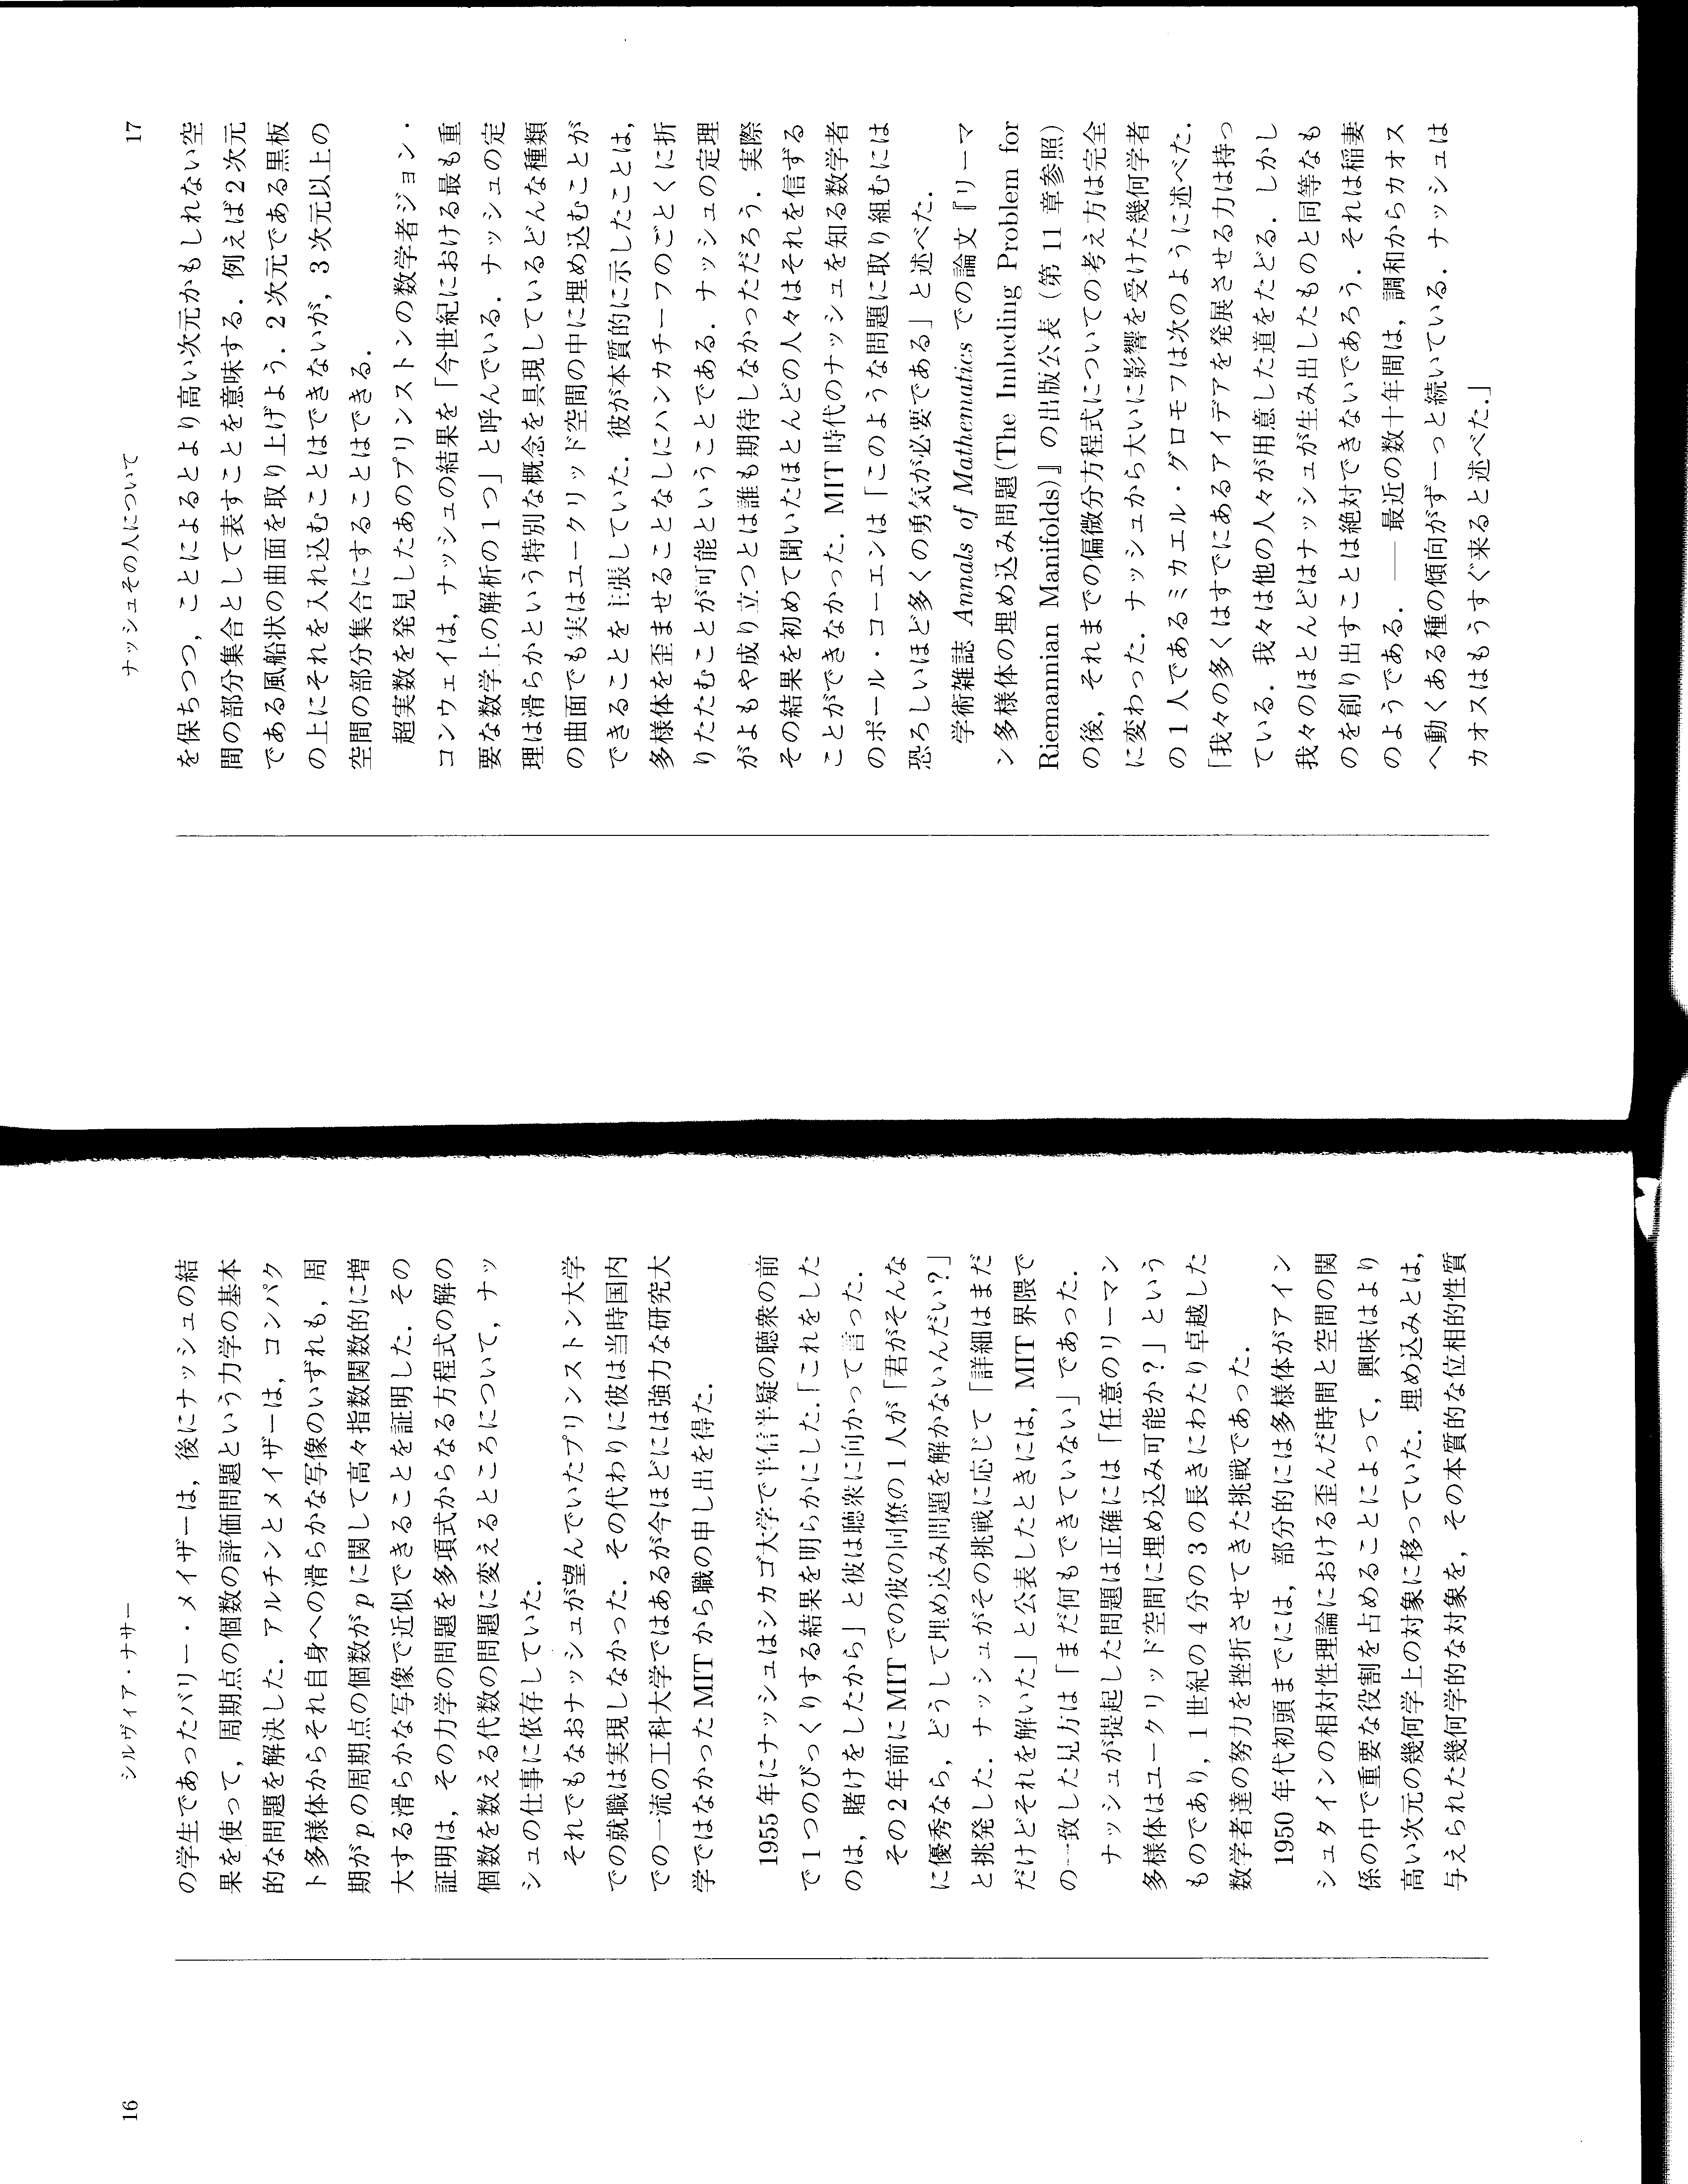 16
シルヴィア・ナサー
の学生であったバリー・メイザーは，後にナッシュの結
果を使って，周期点の個数の評価問題という力学の基本
的な問題を解決した．アルチンとメイザーは，コンパク
ト多様体からそれ自身への滑らかな写像のいずれも，周
期がpの周期点の個数がpに関して高々指数関数的に増
大する滑らかな写像で近似できることを証明した．その
証明は，その力学の問題を多項式からなる方程式の解の
個数を数える代数の問題に変えるところについて，ナッ
シュの仕事に依存していた．
それでもなおナッシュが望んでいたプリンストン大学
での就職は実現しなかった．その代わりに彼は当時国内
での一流の工科大学ではあるが今ほどには強力な研究大
学ではなかったMITから職の申し出を得た．
1955年にナッシュはシカゴ大学で半信半疑の聴衆の前
で1つのびっくりする結果を明らかにした．「これをした
のは，賭けをしたから」と彼は聴衆に向かって言った．
その2年前にMITでの彼の同僚の1人が「君がそんな
に優秀なら，どうして埋め込み問題を解かないんだい？」
と挑発した．ナッシュがその挑戦に応じて「詳細はまだ
だけどそれを解いた」と公表したときには，MIT界隈で
の一致した見方は「まだ何もできていない」であった．
ナッシュが提起した問題は正確には「任意のリーマン
多様体はユークリッド空間に埋め込み可能か？」という
ものであり，1世紀の4分の3の長きにわたり卓越した
数学者達の努力を挫折させてきた挑戦であった．
1950年代初頭までには，部分的には多様体がアイン
シュタインの相対性理論における歪んだ時間と空間の関
係の中で重要な役割を占めることによって，興味はより
高い次元の幾何学上の対象に移っていた．埋め込みとは，
与えられた幾何学的な対象を，その本質的な位相的性質
ナッシュその人について
17
を保ちつつ，ことによるとより高い次元かもしれない空
間の部分集合として表すことを意味する．例えば2次元
である風船状の曲面を取り上げよう．2次元である黒板
の上にそれを入れ込むことはできないが，3次元以上の
空間の部分集合にすることはできる．
超実数を発見したあのプリンストンの数学者ジョン・
コンウェイは，ナッシュの結果を「今世紀における最も重
要な数学上の解析の1つ」と呼んでいる．ナッシュの定
理は滑らかという特別な概念を具現しているどんな種類
の曲面でも実はユークリッド空間の中に埋め込むことが
できることを主張していた．彼が本質的に示したことは，
多様体を歪ませることなしにハンカチーフのごとくに折
りたたむことが可能ということである．ナッシュの定理
がよもや成り立つとは誰も期待しなかっただろう．実際
その結果を初めて聞いたほとんどの人々はそれを信ずる
ことができなかった．MIT時代のナッシュを知る数学者
のポール・コーエンは「このような問題に取り組むには
恐ろしいほど多くの勇気が必要である」と述べた．
学術雑誌 Annals of Mathematics での論文『リーマ
ン多様体の埋め込み問題(The Imbeding Problem for
Riemannian Manifolds)』の出版公表（第11章参照）
の後，それまでの偏微分方程式についての考え方は完全
に変わった．ナッシュから大いに影響を受けた幾何学者
の1人であるミカエル・グロモフは次のように述べた．
「我々の多くはすでにあるアイデアを発展させる力は持っ
ている．我々は他の人々が用意した道をたどる．しかし
我々のほとんどはナッシュが生み出したものと同等なも
のを創り出すことは絶対できないであろう．それは稲妻
のようである．——最近の数十年間は，調和からカオス
へ動くある種の傾向がずーっと続いている．ナッシュは
カオスはもうすぐ来ると述べた．」